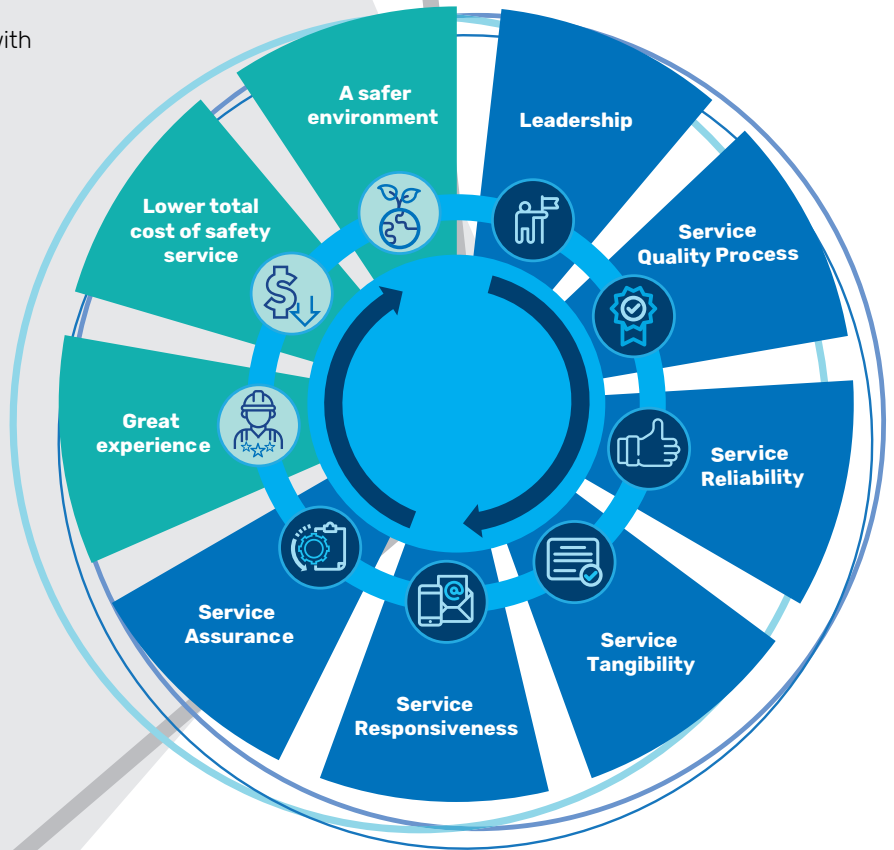 with
A safer
environment
Leadership
Service
Quality Process
Service
Reliability
Service
Tangibility
Service
Responsiveness
Service
Assurance
Great
experience
Lower total
cost of safety
service
$
@